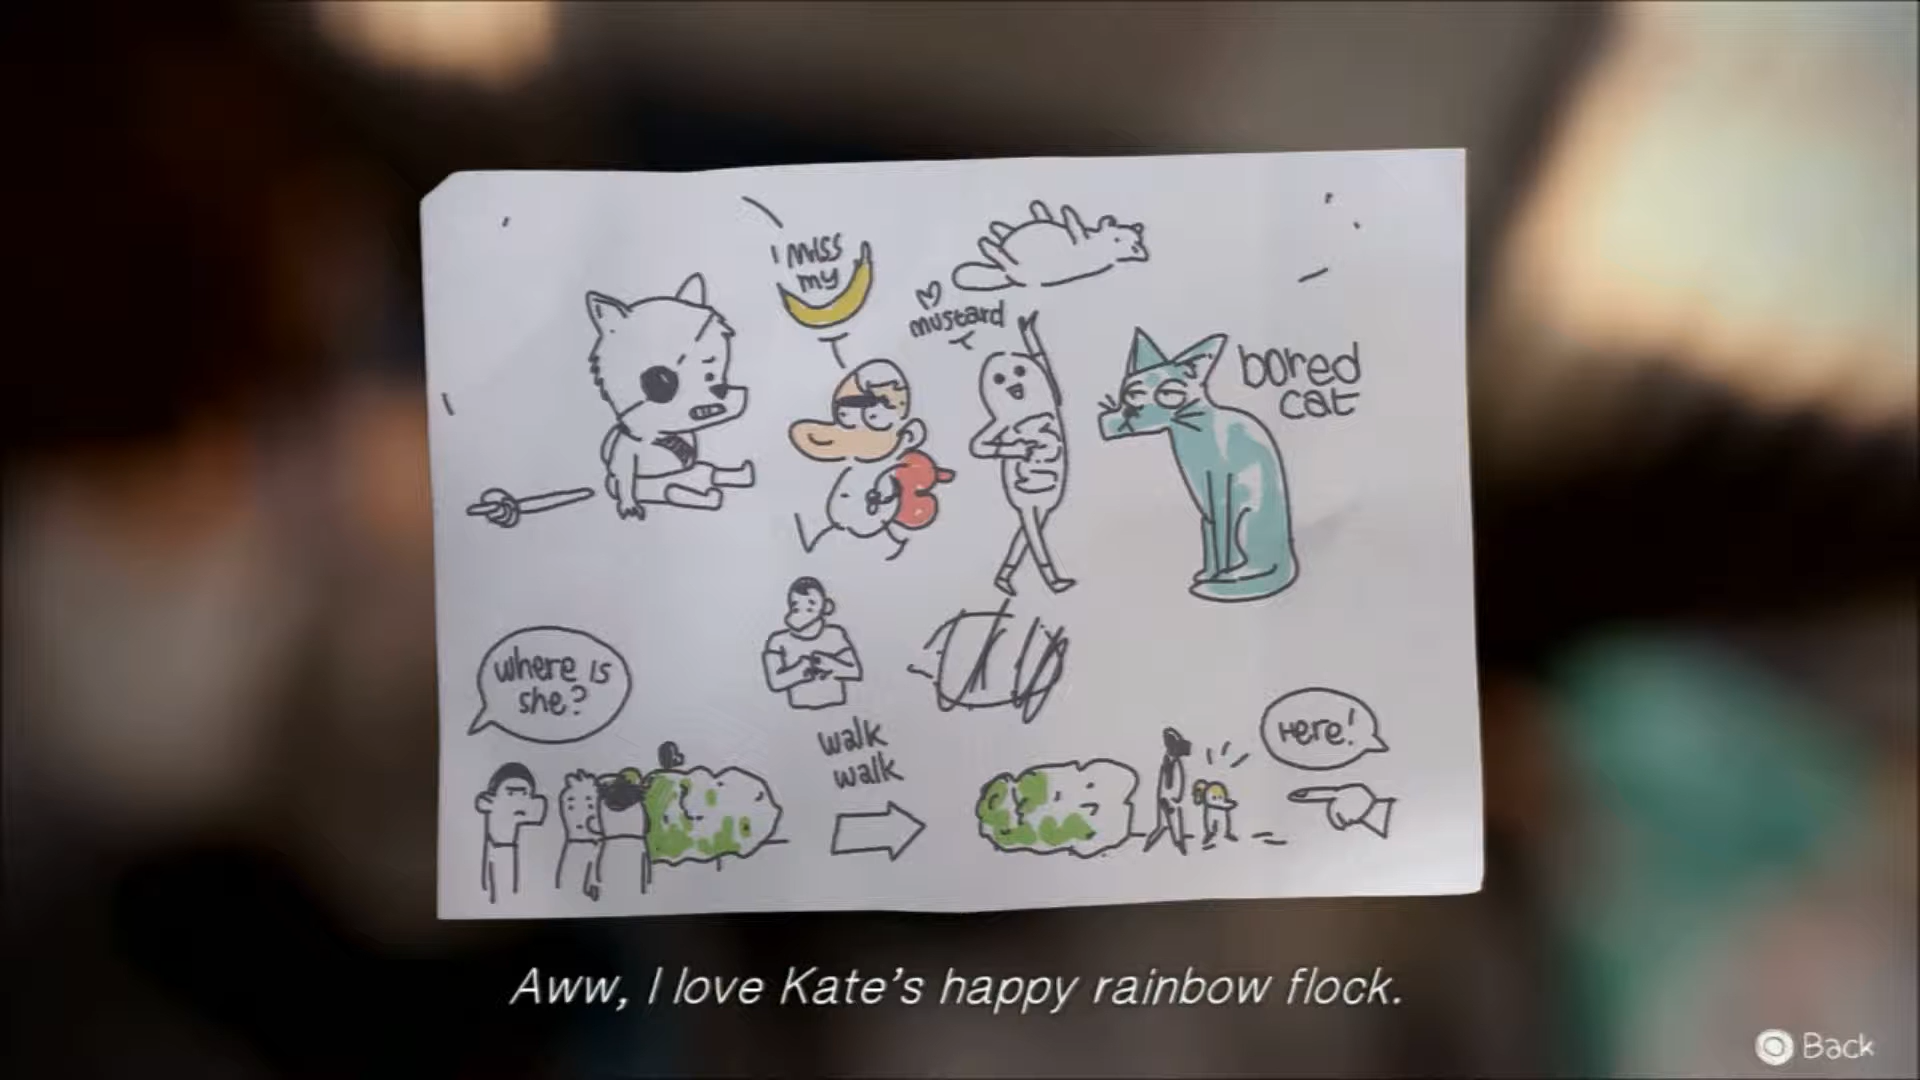 I MISS
my
mustard
bored
cat
where is
she?
walk
walk
Here!
Aww, I love Kate's happy rainbow flock.
Back